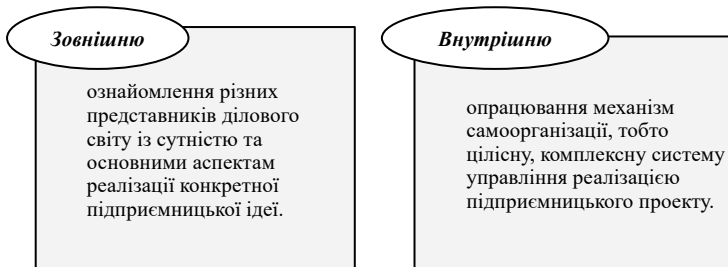 Зовнішню
ознайомлення різних
представників ділового
світу із сутністю та
основними аспектам
реалізації конкретної
підприємницької ідеї.
Внутрішню
опрацювання механізм
самоорганізації, тобто
цілісну, комплексну систему
управління реалізацією
підприємницького проекту.